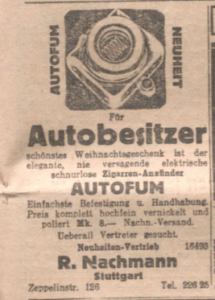 AUTOFUM
NEUHEIT
Für
Autobesitzer
schönstes Weihnachtsgeschenk ist der
elegante, nie versagende elektrische
schnurlose Zigarren-Anzünder
AUTOFUM
Einfachste Befestigung u. Handhabung.
Preis komplett hochfein vernickelt und
poliert Mk. 8.— Nachn.-Versand.
Ueberall Vertreter gesucht.
Neuheiten-Vertrieb 16493
R. Nachmann
Stuttgart
Zeppelinstr. 126 Tel. 226 25